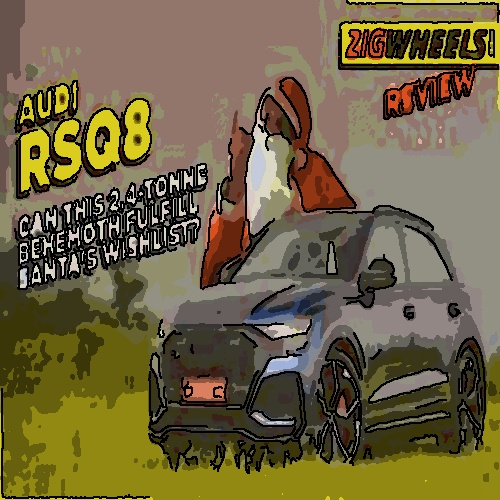 ZIGWHEELS!
REVIEW
AUDI
RSQ8
CAN THIS 2.4-TONNE
BEHEMOTH FULFILL
SANTA'S WISHLIST?